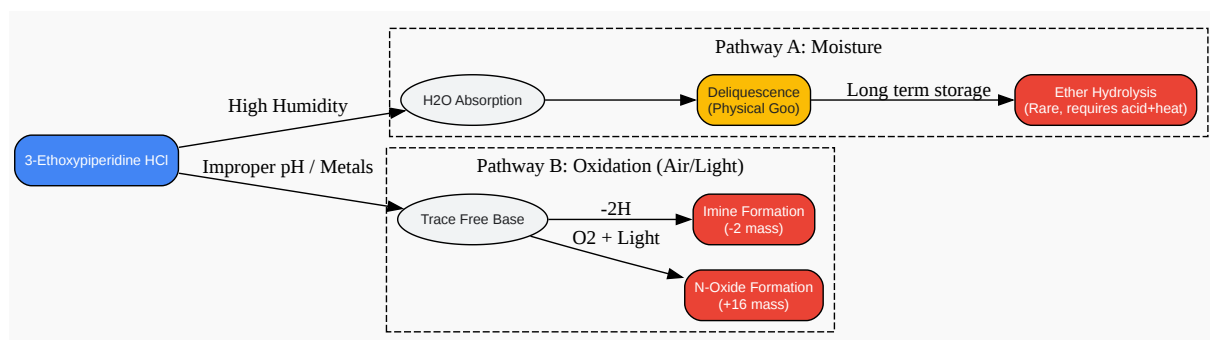 Pathway A: Moisture
High Humidity
H2O Absorption
Deliquescence
(Physical Goo)
Long term storage
Ether Hydrolysis
(Rare, requires acid+heat)
3-Ethoxypiperidine HCl
Improper pH / Metals
Pathway B: Oxidation (Air/Light)
Trace Free Base
-2H
Imine Formation
(-2 mass)
O2 + Light
N-Oxide Formation
(+16 mass)